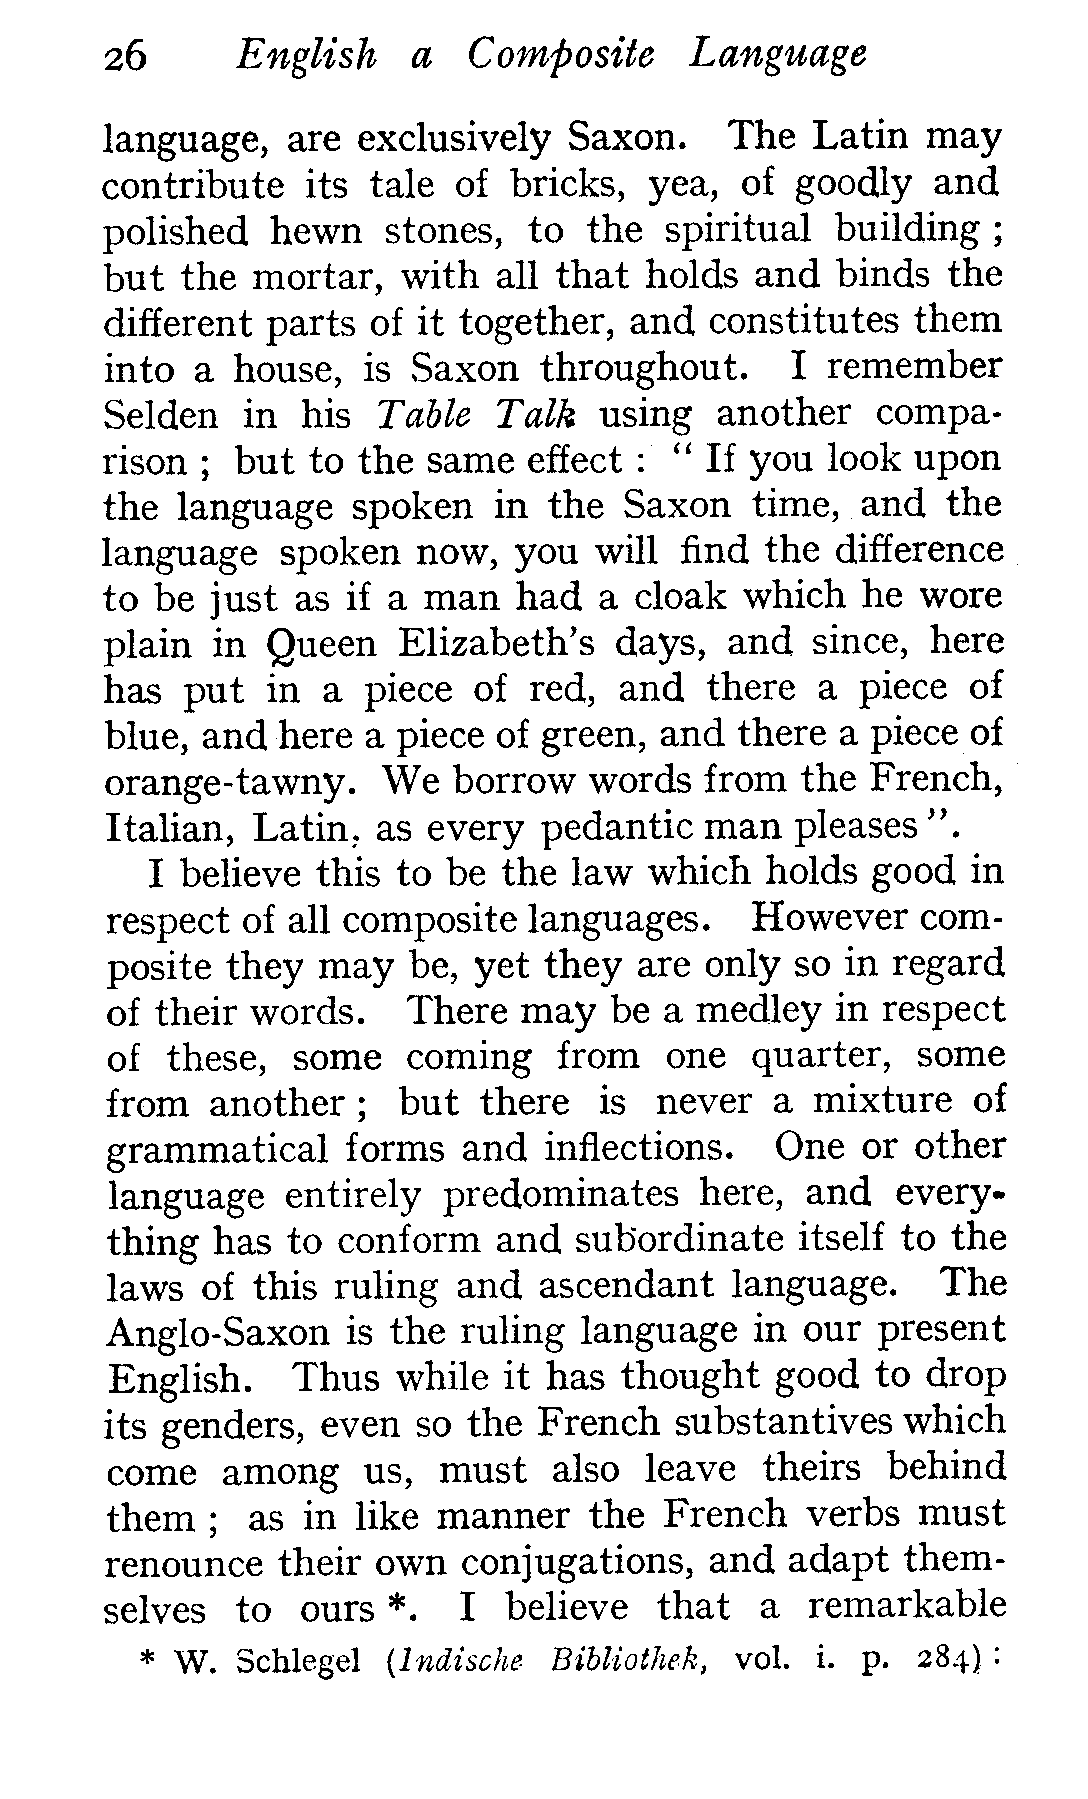 26 English a Composite Language
language, are exclusively Saxon. The Latin may
contribute its tale of bricks, yea, of goodly and
polished hewn stones, to the spiritual building ;
but the mortar, with all that holds and binds the
different parts of it together, and constitutes them
into a house, is Saxon throughout. I remember
Selden in his Table Talk using another compa-
rison ; but to the same effect : “ If you look upon
the language spoken in the Saxon time, and the
language spoken now, you will find the difference
to be just as if a man had a cloak which he wore
plain in Queen Elizabeth's days, and since, here
has put in a piece of red, and there a piece of
blue, and here a piece of green, and there a piece of
orange-tawny. We borrow words from the French,
Italian, Latin, as every pedantic man pleases ”.
I believe this to be the law which holds good in
respect of all composite languages. However com-
posite they may be, yet they are only so in regard
of their words. There may be a medley in respect
of these, some coming from one quarter, some
from another ; but there is never a mixture of
grammatical forms and inflections. One or other
language entirely predominates here, and every-
thing has to conform and subordinate itself to the
laws of this ruling and ascendant language. The
Anglo-Saxon is the ruling language in our present
English. Thus while it has thought good to drop
its genders, even so the French substantives which
come among us, must also leave theirs behind
them ; as in like manner the French verbs must
renounce their own conjugations, and adapt them-
selves to ours *. I believe that a remarkable
* W. Schlegel (Indische Bibliothek, vol. i. p. 284) :